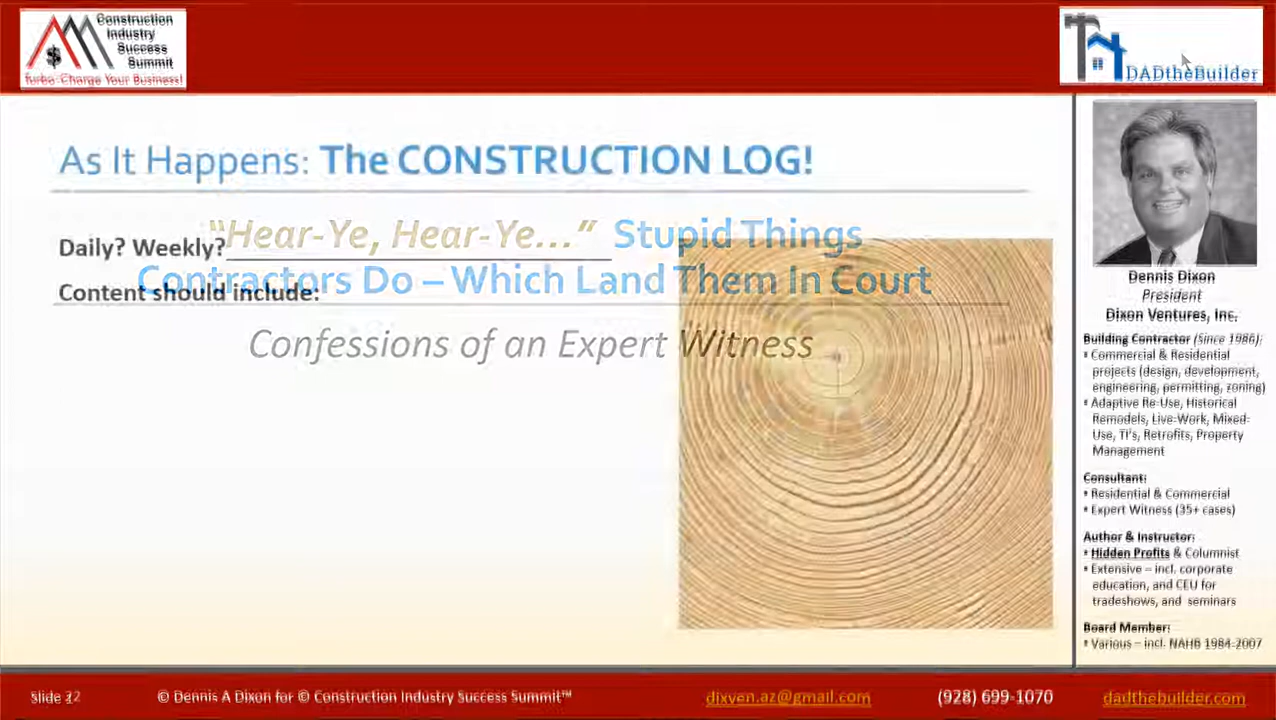 Construction
Industry
Success
Summit
Turbo-Charge Your Business!
DADtheBuilder
As It Happens: The CONSTRUCTION LOG!
"Hear-Ye, Hear-Ye…" Stupid Things
Contractors Do – Which Land Them In Court
Daily? Weekly?
Content should include:
Confessions of an Expert Witness
Dennis Dixon
President
Dixon Ventures, Inc.
Building Contractor (Since 1986):
• Commercial & Residential
projects (design, development,
engineering, permitting, zoning)
• Adaptive Re-Use, Historical
Remodels, Live-Work, Mixed-
Use, TI's, Retrofits, Property
Management
Consultant:
• Residential & Commercial
• Expert Witness (35+ cases)
Author & Instructor:
• Hidden Profits & Columnist
• Extensive – incl. corporate
education, and CEU for
tradeshows, and seminars
Board Member:
• Various – incl. NAHB 1984-2007
Slide
© Dennis A Dixon for © Construction Industry Success Summit™
dixven.az@gmail.com
(928) 699-1070
dadthebuilder.com